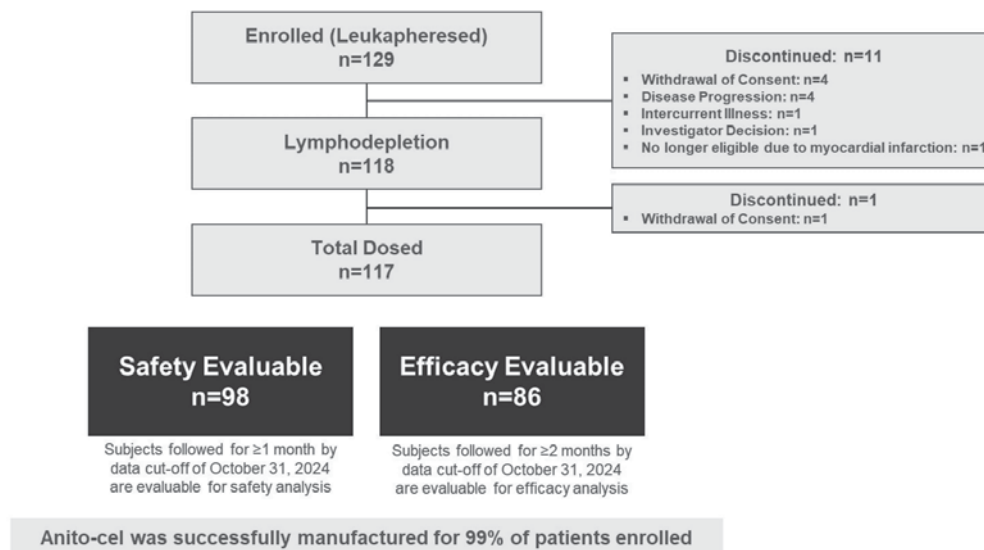 Enrolled (Leukapheresed)
n=129
Discontinued: n=11
▪ Withdrawal of Consent: n=4
▪ Disease Progression: n=4
▪ Intercurrent Illness: n=1
▪ Investigator Decision: n=1
▪ No longer eligible due to myocardial infarction: n=1
Lymphodepletion
n=118
Discontinued: n=1
▪ Withdrawal of Consent: n=1
Total Dosed
n=117
Safety Evaluable
n=98
Subjects followed for ≥1 month by
data cut-off of October 31, 2024
are evaluable for safety analysis
Efficacy Evaluable
n=86
Subjects followed for ≥2 months by
data cut-off of October 31, 2024
are evaluable for efficacy analysis
Anito-cel was successfully manufactured for 99% of patients enrolled